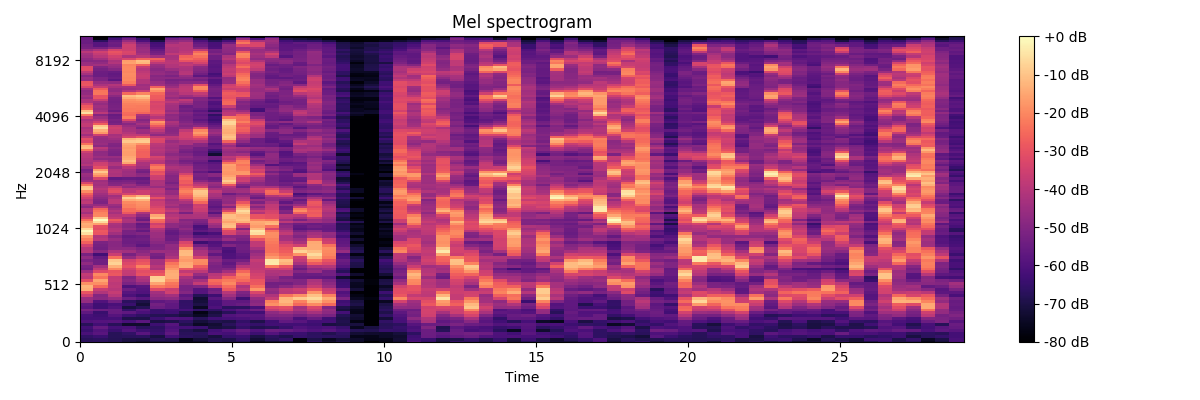 Mel spectrogram
8192
4096
2048
1024
512
0
Hz
0 5 10 15 20 25
Time
+0 dB
-10 dB
-20 dB
-30 dB
-40 dB
-50 dB
-60 dB
-70 dB
-80 dB